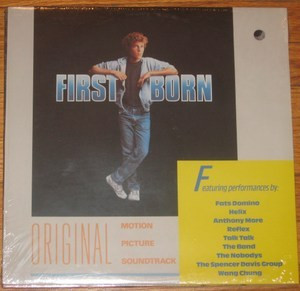 FIRST BORN
ORIGINAL
MOTION
PICTURE
SOUNDTRACK
Featuring performances by:
Fats Domino
Helix
Anthony More
Reflex
Talk Talk
The Band
The Nobodys
The Spencer Davis Group
Wang Chung